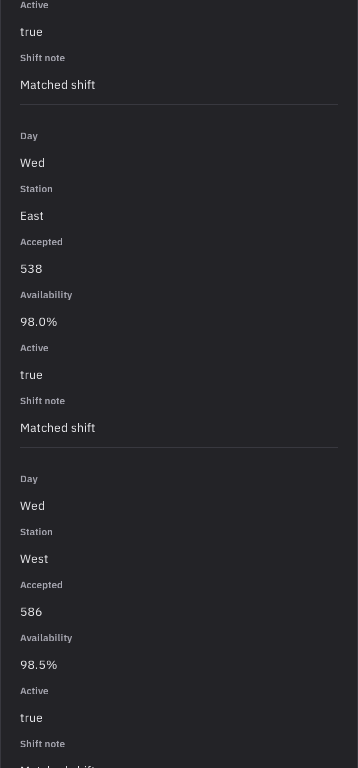 Active
true
Shift note
Matched shift
Day
Wed
Station
East
Accepted
538
Availability
98.0%
Active
true
Shift note
Matched shift
Day
Wed
Station
West
Accepted
586
Availability
98.5%
Active
true
Shift note